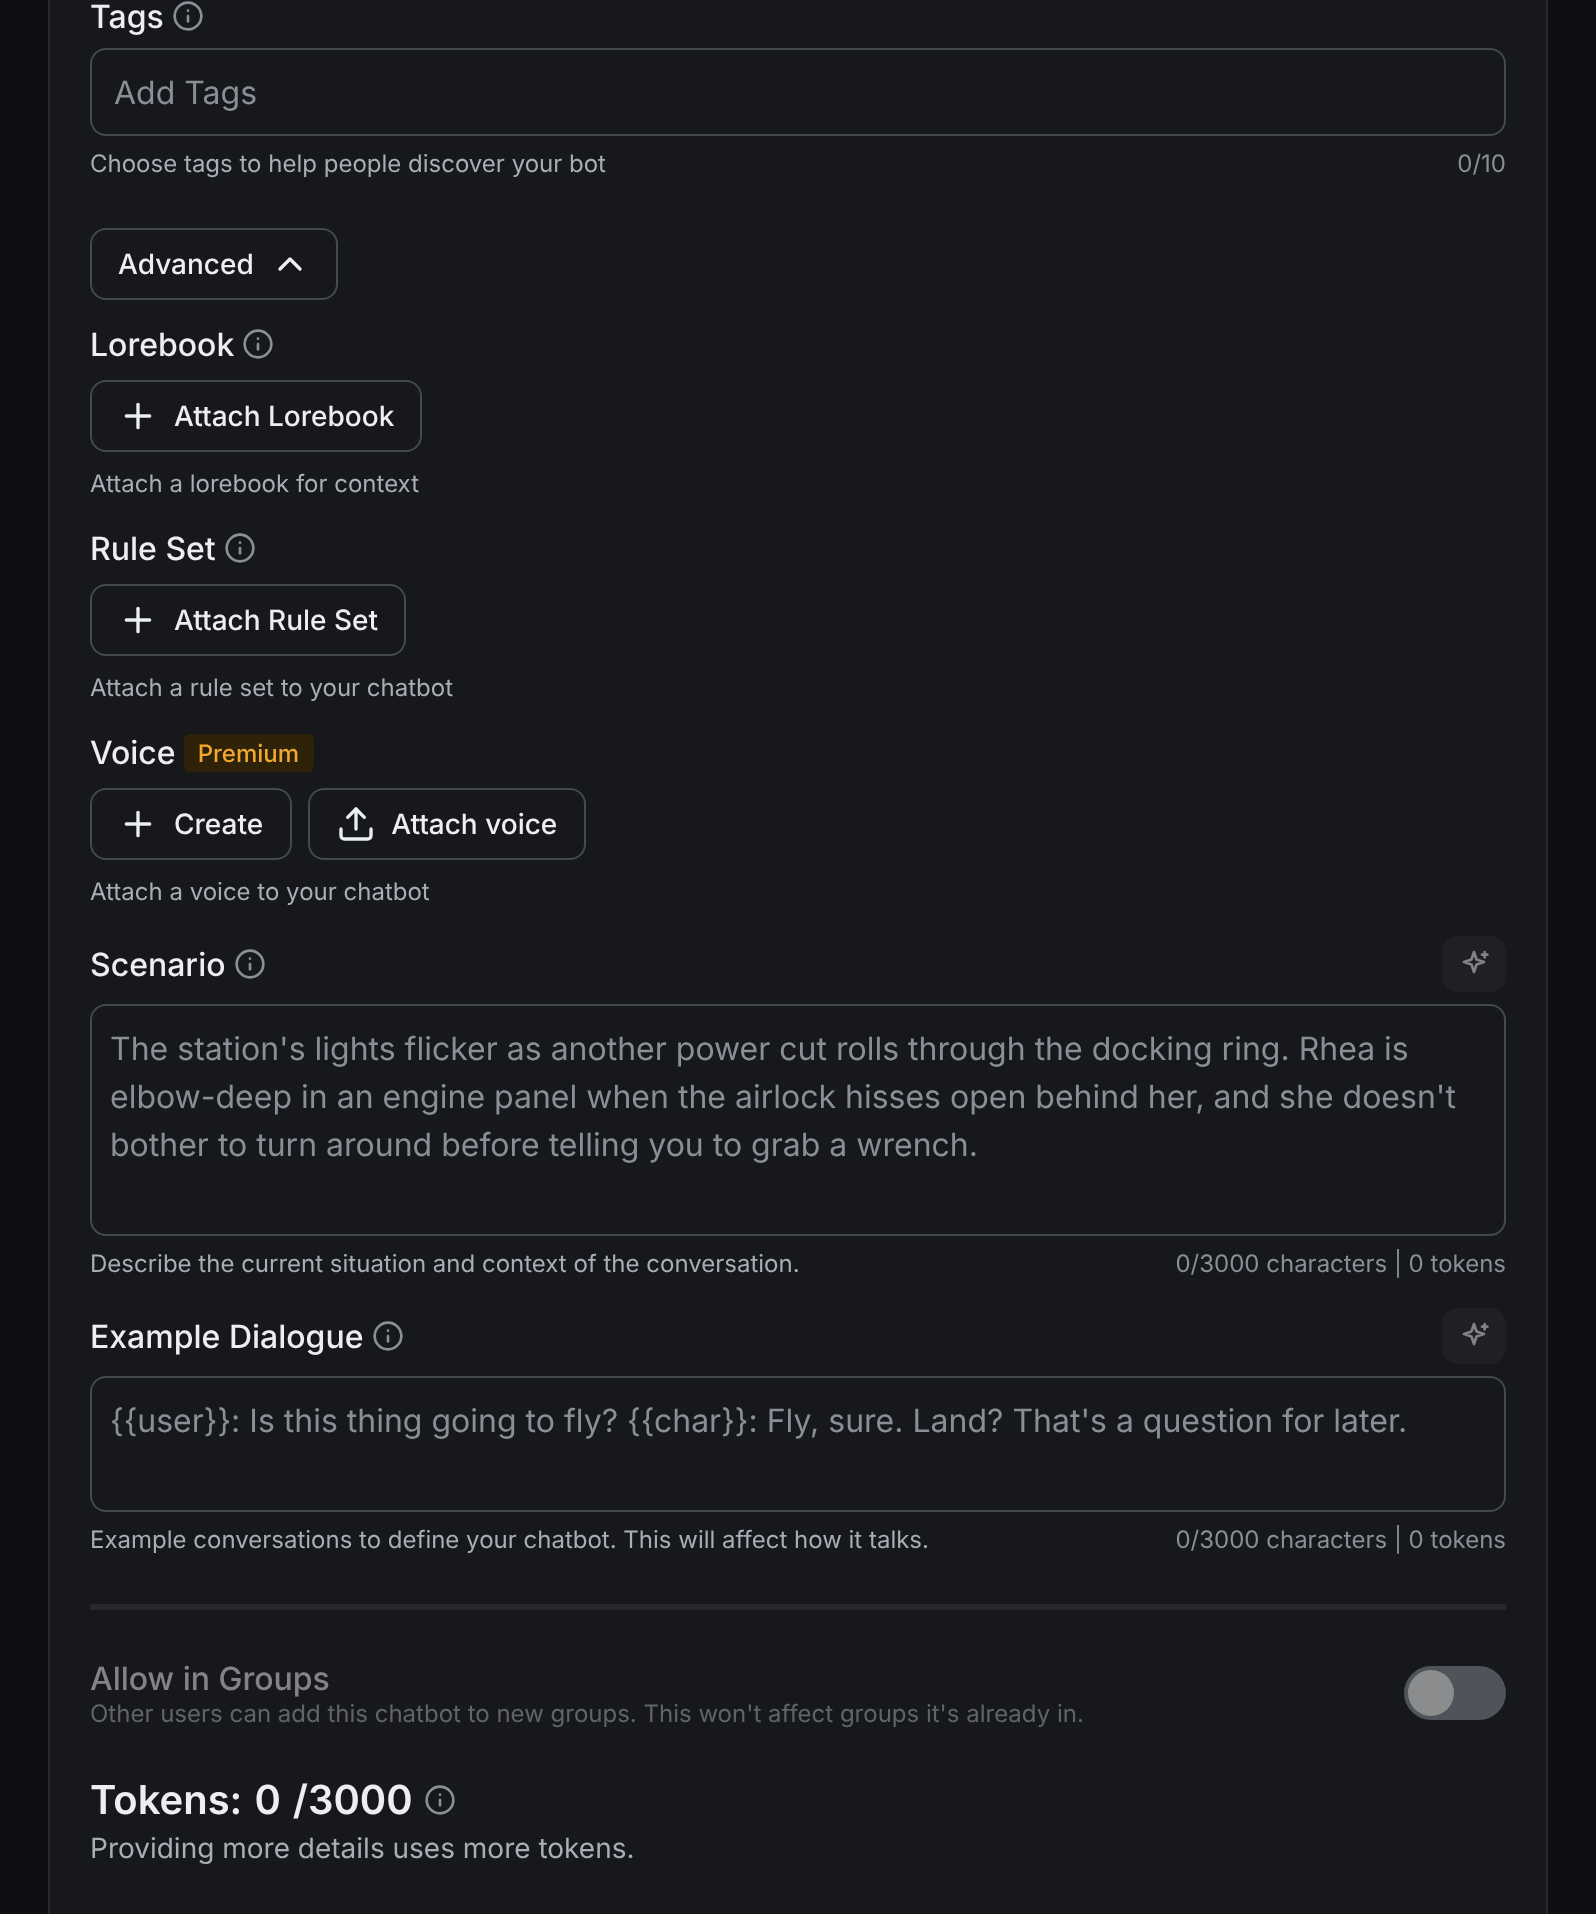 Tags
Add Tags
Choose tags to help people discover your bot
0/10
Advanced
Lorebook
Attach Lorebook
Attach a lorebook for context
Rule Set
Attach Rule Set
Attach a rule set to your chatbot
Voice Premium
Create
Attach voice
Attach a voice to your chatbot
Scenario
The station's lights flicker as another power cut rolls through the docking ring. Rhea is
elbow-deep in an engine panel when the airlock hisses open behind her, and she doesn't
bother to turn around before telling you to grab a wrench.
Describe the current situation and context of the conversation.
0/3000 characters | 0 tokens
Example Dialogue
{{user}}: Is this thing going to fly? {{char}}: Fly, sure. Land? That's a question for later.
Example conversations to define your chatbot. This will affect how it talks.
0/3000 characters | 0 tokens
Allow in Groups
Other users can add this chatbot to new groups. This won't affect groups it's already in.
Tokens: 0 /3000
Providing more details uses more tokens.